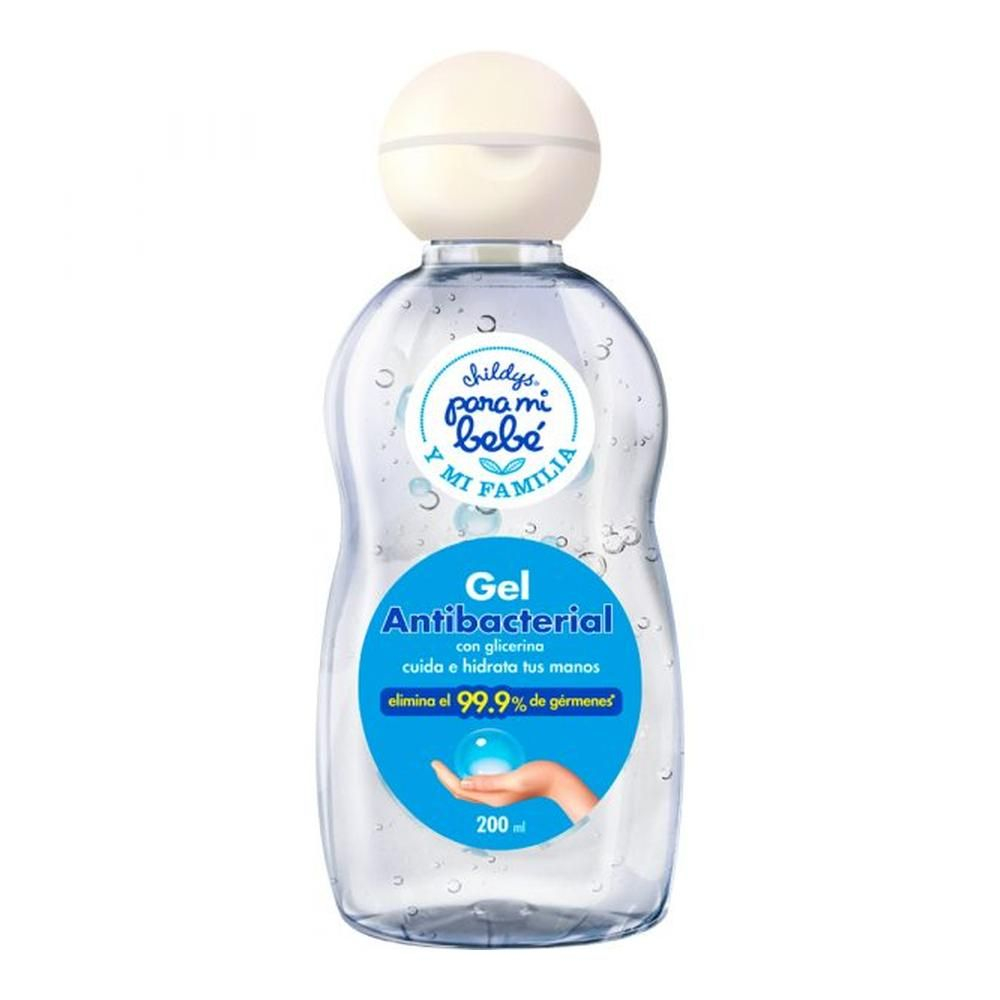 childys®
para mi
bebé
Y MI FAMILIA
Gel
Antibacterial
con glicerina
cuida e hidrata tus manos
elimina el 99.9% de gérmenes*
200 ml